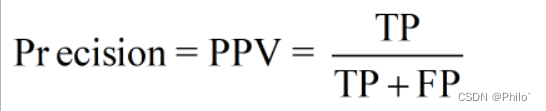 Pr ecision = PPV = TP / TP + FP
CSDN @Philo~